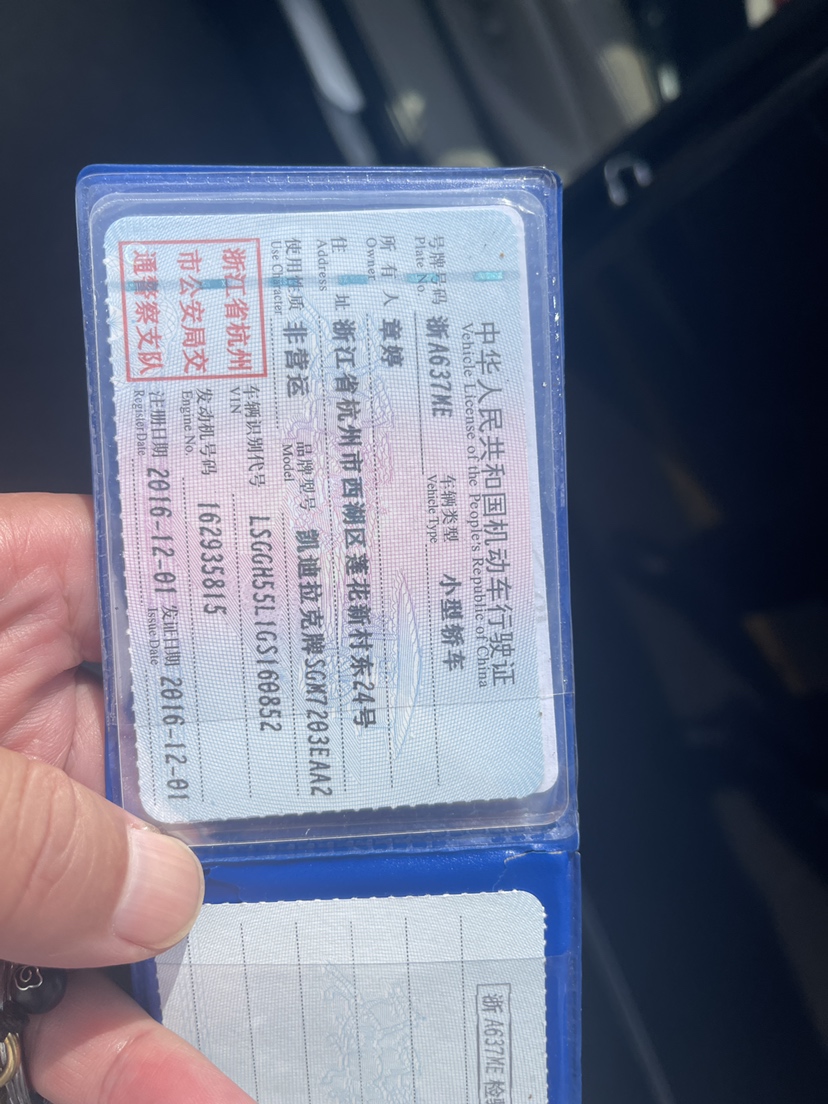 中华人民共和国机动车行驶证
Vehicle License of the People's Republic of China
号牌号码 浙A637ME 车辆类型 小型轿车
Plate No. Vehicle Type
所有人 童婷
Owner
住址 浙江省杭州市西湖区莲花新村东24号
Address
使用性质 非营运 品牌型号 凯迪拉克牌SGM7203EAA2
Use Character Model
浙江省杭州
市公安局交
通警察支队
车辆识别代号 LSGGH55L1GS160852
VIN
发动机号码 162935815
Engine No.
注册日期 2016-12-01 发证日期 2016-12-01
Register Date Issue Date
浙A637ME 检